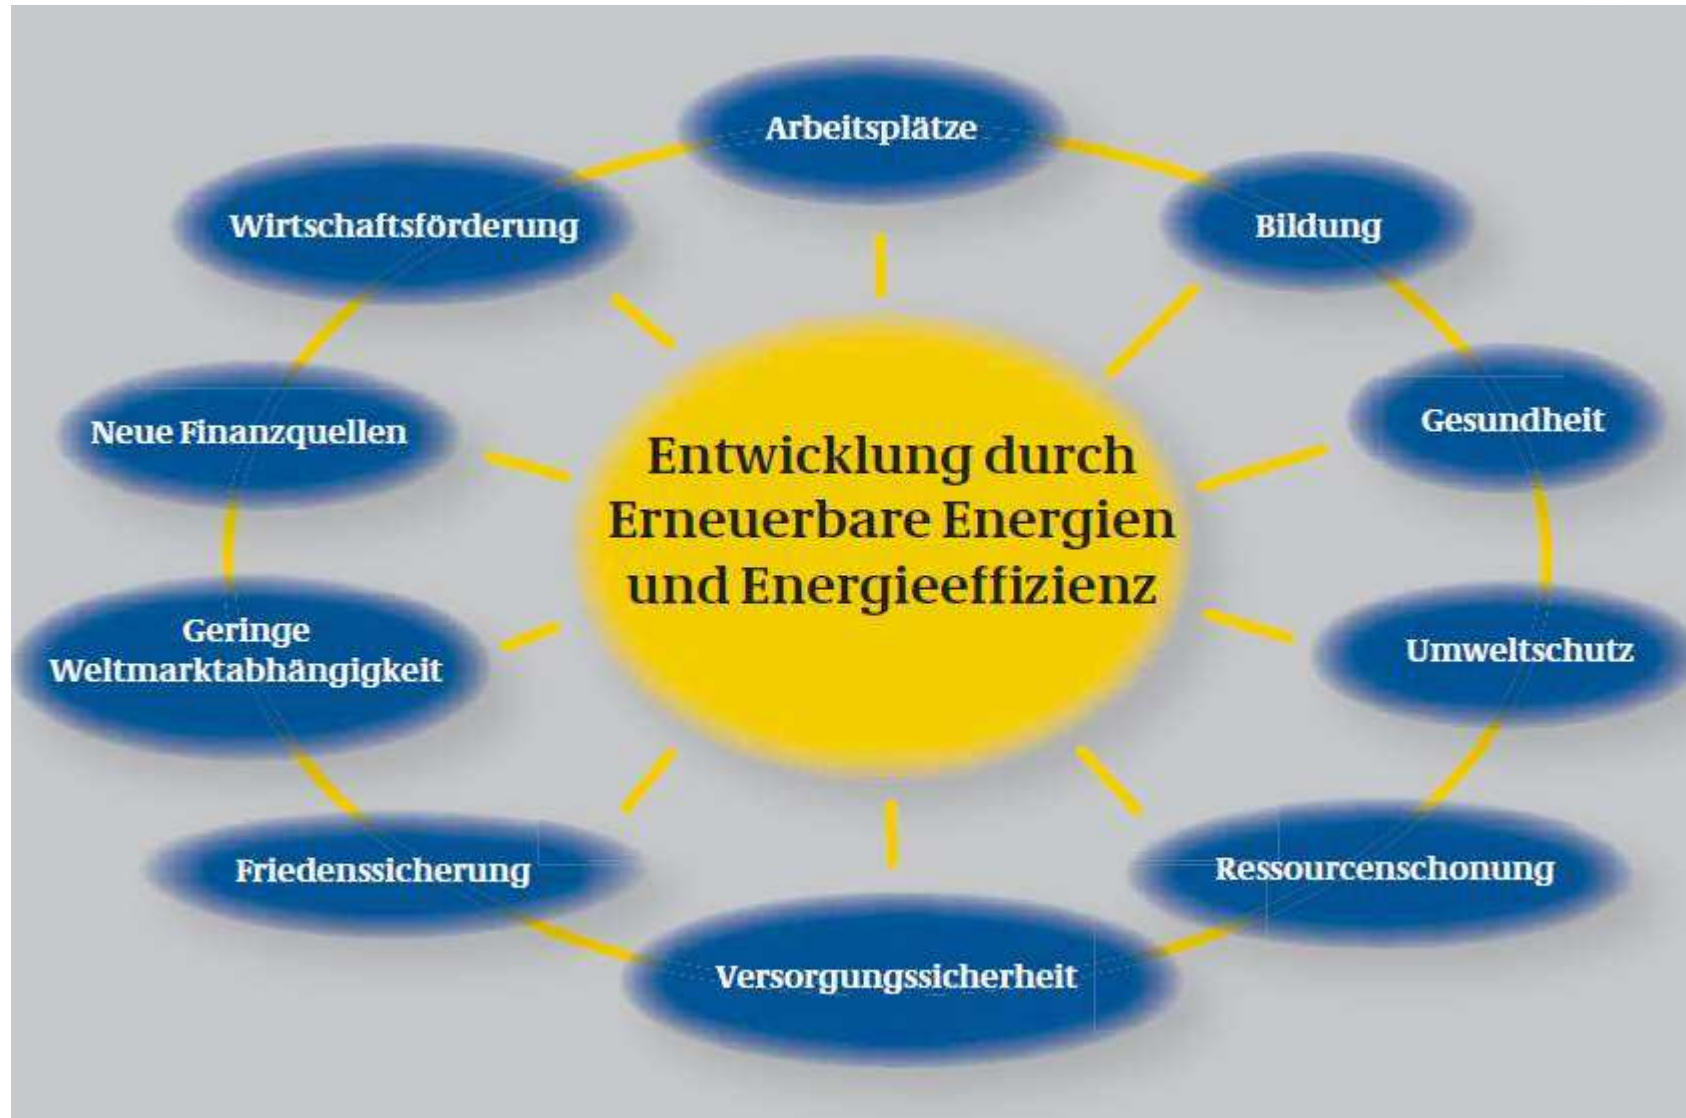 Arbeitsplätze
Bildung
Gesundheit
Umweltschutz
Ressourcenschonung
Versorgungssicherheit
Friedenssicherung
Geringe
Weltmarktabhängigkeit
Neue Finanzquellen
Wirtschaftsförderung
Entwicklung durch
Erneuerbare Energien
und Energieeffizienz